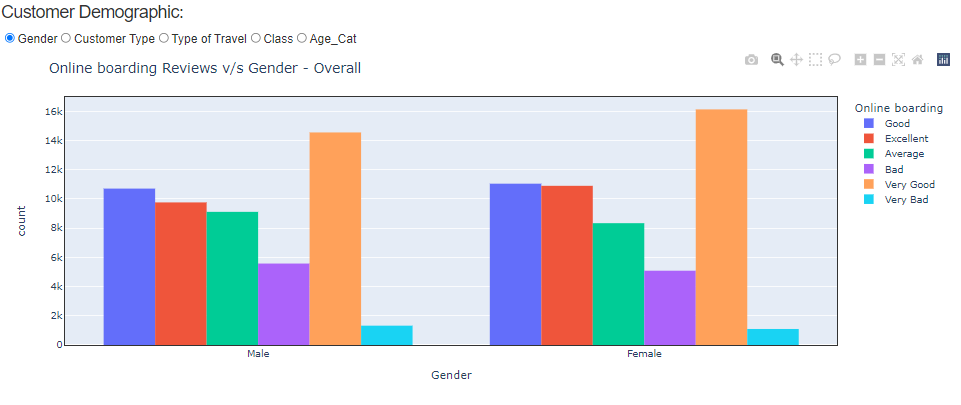 Customer Demographic:
Gender Customer Type Type of Travel Class Age_Cat
Online boarding Reviews v/s Gender - Overall
Online boarding
Good
Excellent
Average
Bad
Very Good
Very Bad
count
16k
14k
12k
10k
8k
6k
4k
2k
0
Male Female
Gender